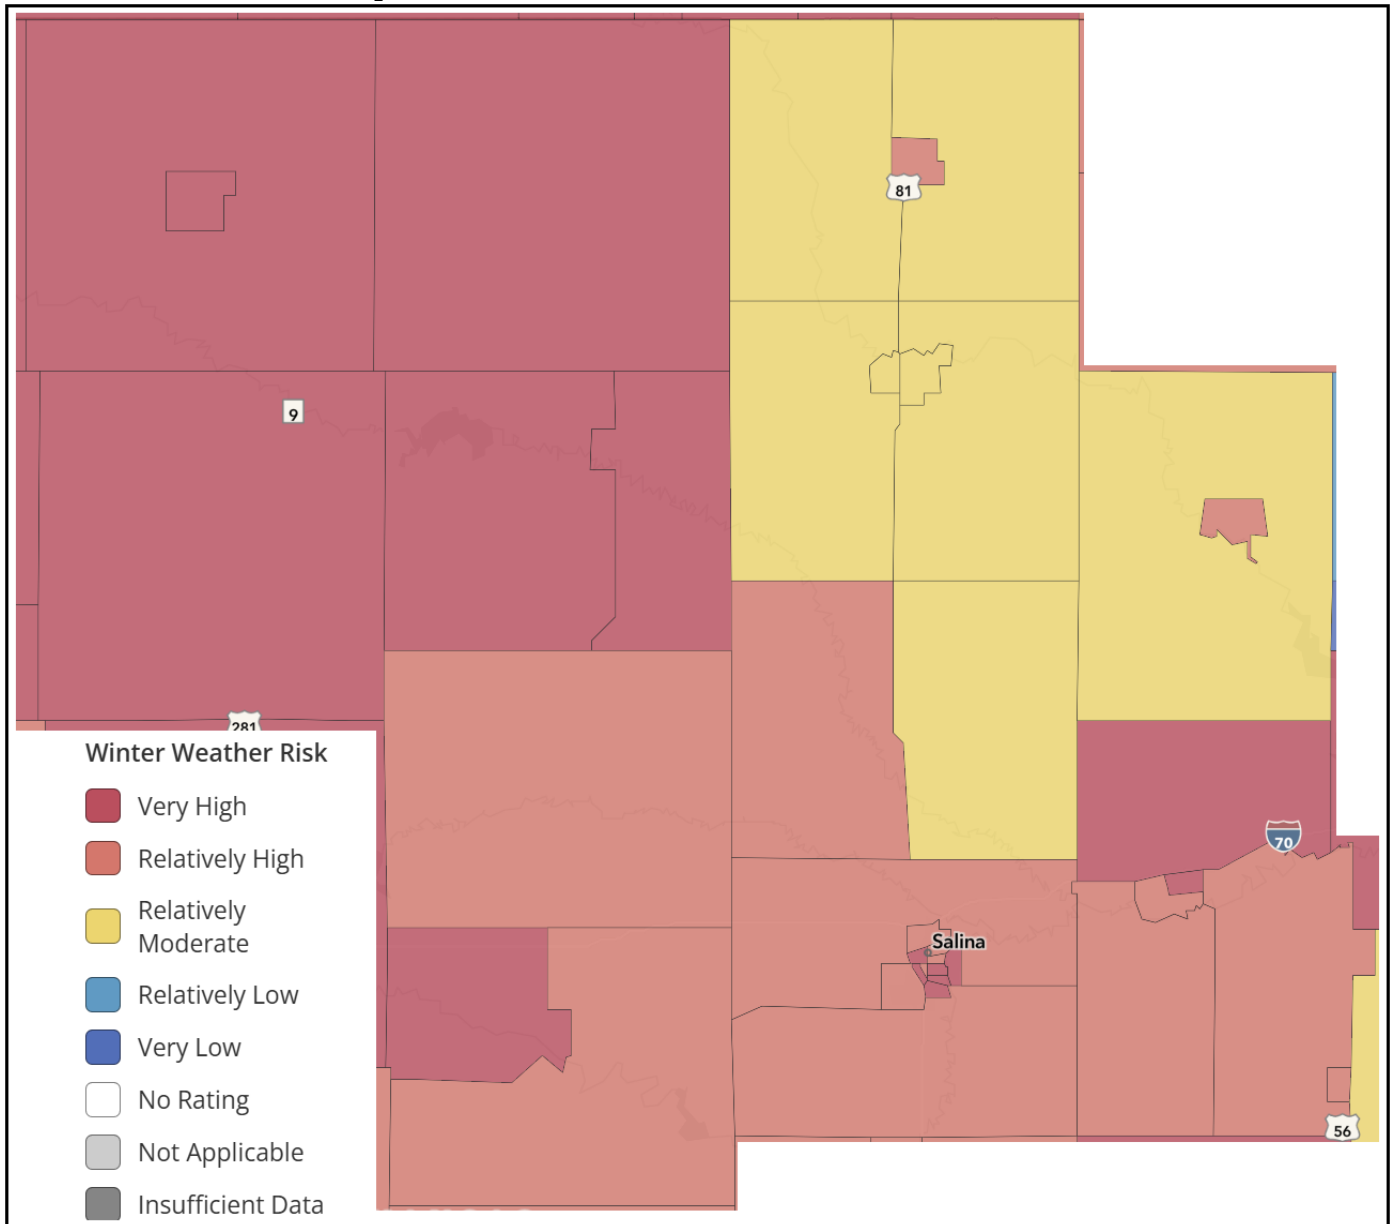 81
9
281
Winter Weather Risk
Very High
Relatively High
Relatively
Moderate
Relatively Low
Very Low
No Rating
Not Applicable
Insufficient Data
70
Salina
56